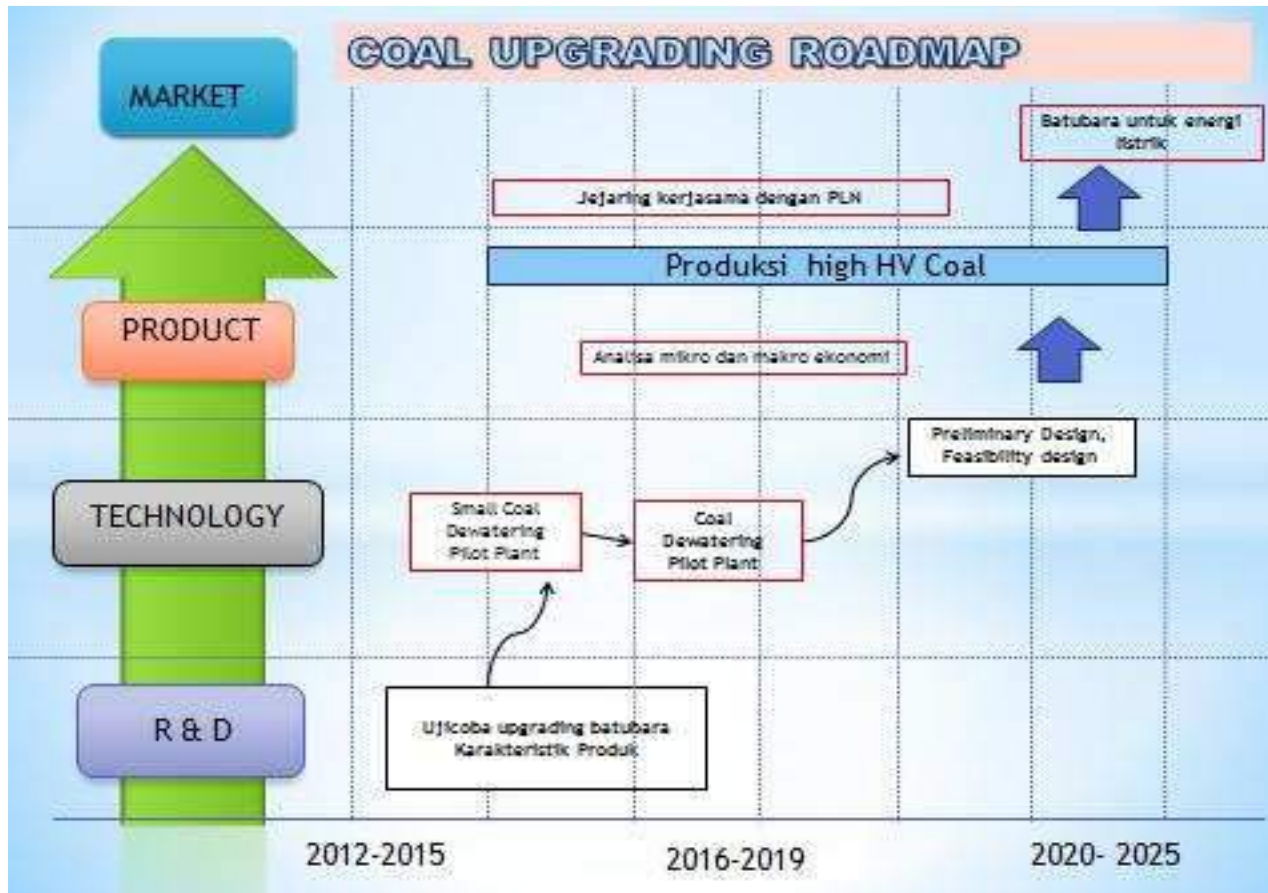 COAL UPGRADING ROADMAP
MARKET
Batubara untuk energi
listrik
Jejaring kerjasama dengan PLN
Produksi high HV Coal
PRODUCT
Analisa mikro dan makro ekonomi
Preliminary Design,
Feasibility design
TECHNOLOGY
Small Coal
Dewatering
Pilot Plant
Coal
Dewatering
Pilot Plant
R & D
Ujicoba upgrading batubara
Karakteristik Produk
2012-2015
2016-2019
2020- 2025